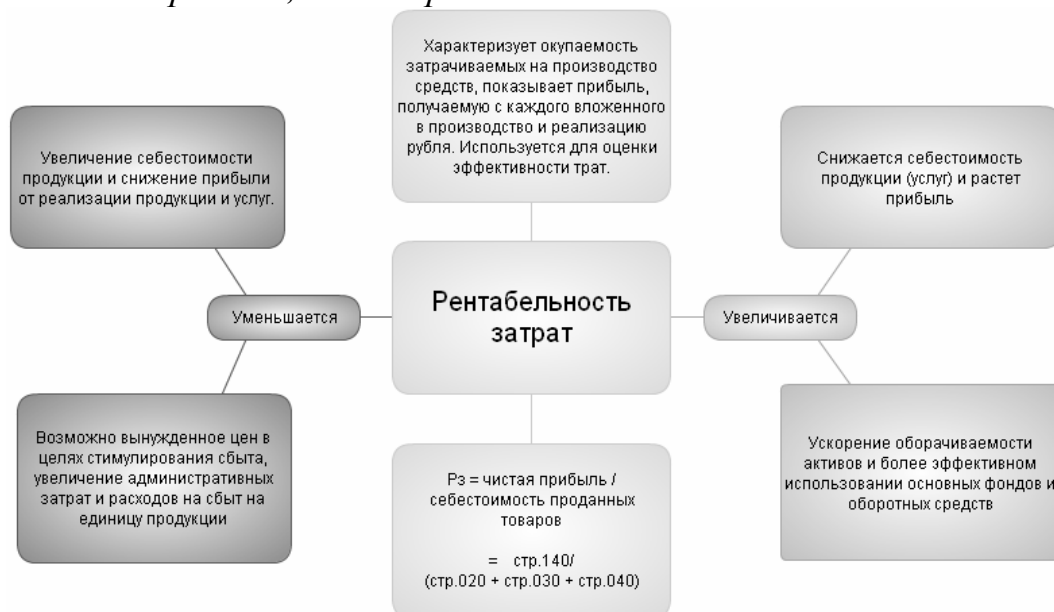 Характеризует окупаемость
затрачиваемых на производство
средств, показывает прибыль,
получаемую с каждого вложенного
в производство и реализацию
рубля. Используется для оценки
эффективности трат.
Увеличение себестоимости
продукции и снижение прибыли
от реализации продукции и услуг.
Снижается себестоимость
продукции (услуг) и растет
прибыль
Уменьшается
Рентабельность
затрат
Увеличивается
Возможно вынужденное цен в
целях стимулирования сбыта,
увеличение административных
затрат и расходов на сбыт на
единицу продукции
Рз = чистая прибыль /
себестоимость проданных
товаров
= стр.140/
(стр.020 + стр.030 + стр.040)
Ускорение оборачиваемости
активов и более эффективном
использовании основных фондов и
оборотных средств